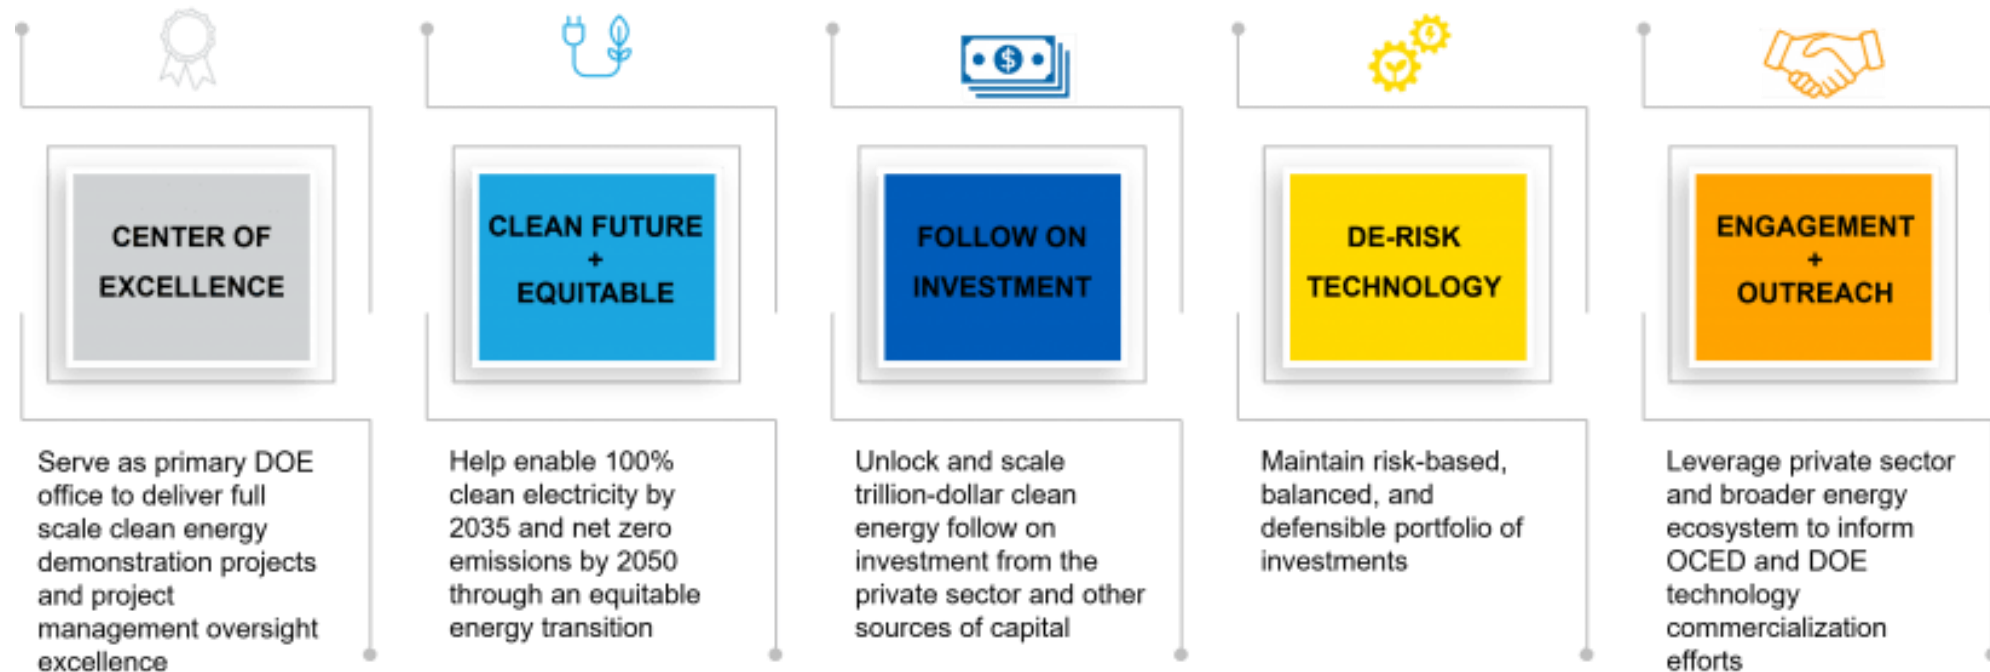 CENTER OF
EXCELLENCE
Serve as primary DOE
office to deliver full
scale clean energy
demonstration projects
and project
management oversight
excellence
CLEAN FUTURE
+
EQUITABLE
Help enable 100%
clean electricity by
2035 and net zero
emissions by 2050
through an equitable
energy transition
$
FOLLOW ON
INVESTMENT
Unlock and scale
trillion-dollar clean
energy follow on
investment from the
private sector and other
sources of capital
DE-RISK
TECHNOLOGY
Maintain risk-based,
balanced, and
defensible portfolio of
investments
ENGAGEMENT
+
OUTREACH
Leverage private sector
and broader energy
ecosystem to inform
OCED and DOE
technology
commercialization
efforts